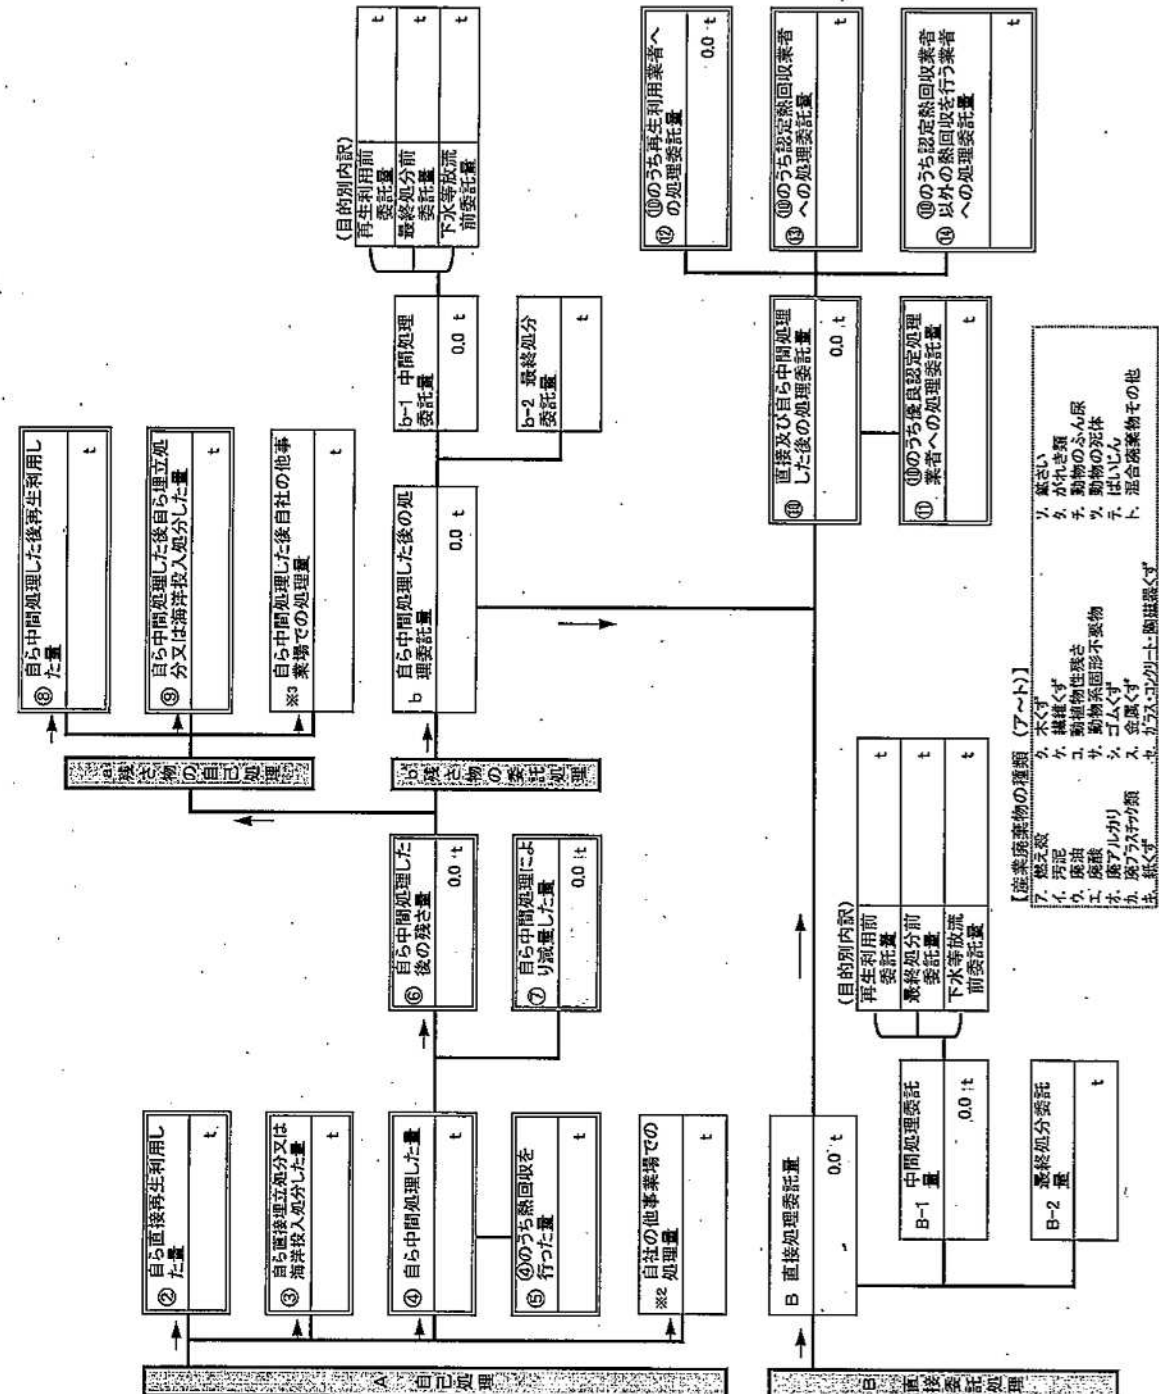 A 自己処理
② 自ら直接再生利用し
た量
t
③ 自ら直接埋立処分又は
海洋投入処分した量
t
④ 自ら中間処理した量
t
⑤ ④のうち熱回収を
行った量
t
※2 自社の他事業場での
処理量
t
⑥ 自ら中間処理した
後の残さ量
0.0 t
⑦ 自ら中間処理によ
り減量した量
0.0 t
a 残さ物の自己処理
⑧ 自ら中間処理した後再生利用し
た量
t
⑨ 自ら中間処理した後自ら埋立処
分又は海洋投入処分した量
t
※3 自ら中間処理した後自社の他事
業場での処理量
t
b 残さ物の委託処理
b 自ら中間処理した後の処
理委託量
0.0 t
b-1 中間処理
委託量
0.0 t
b-2 最終処分
委託量
t
(目的別内訳)
再生利用前
委託量
t
最終処分前
委託量
t
下水等放流
前委託量
t
B 直接委託処理
B 直接処理委託量
0.0 t
B-1 中間処理委託
量
0.0 t
B-2 最終処分委託
量
t
(目的別内訳)
再生利用前
委託量
t
最終処分前
委託量
t
下水等放流
前委託量
t
⑩ 直接及び自ら中間処理
した後の処理委託量
0.0 t
⑪ ⑩のうち優良認定処理
業者への処理委託量
t
⑫ ⑩のうち再生利用業者へ
の処理委託量
0.0 t
⑬ ⑩のうち認定熱回収業者
への処理委託量
t
⑭ ⑩のうち認定熱回収業者
以外の熱回収を行う業者
への処理委託量
t
【産業廃棄物の種類(ア~ト)】
ア. 燃え殻
イ. 汚泥
ウ. 廃油
エ. 廃酸
オ. 廃アルカリ
カ. 廃プラスチック類
キ. 紙くず
ク. 木くず
ケ. 繊維くず
コ. 動植物性残さ
サ. 動物系固形不要物
シ. ゴムくず
ス. 金属くず
セ. ガラス・コンクリート・陶磁器くず
ソ. 鉱さい
タ. がれき類
チ. 動物のふん尿
ツ. 動物の死体
テ. ばいじん
ト. 混合廃棄物その他